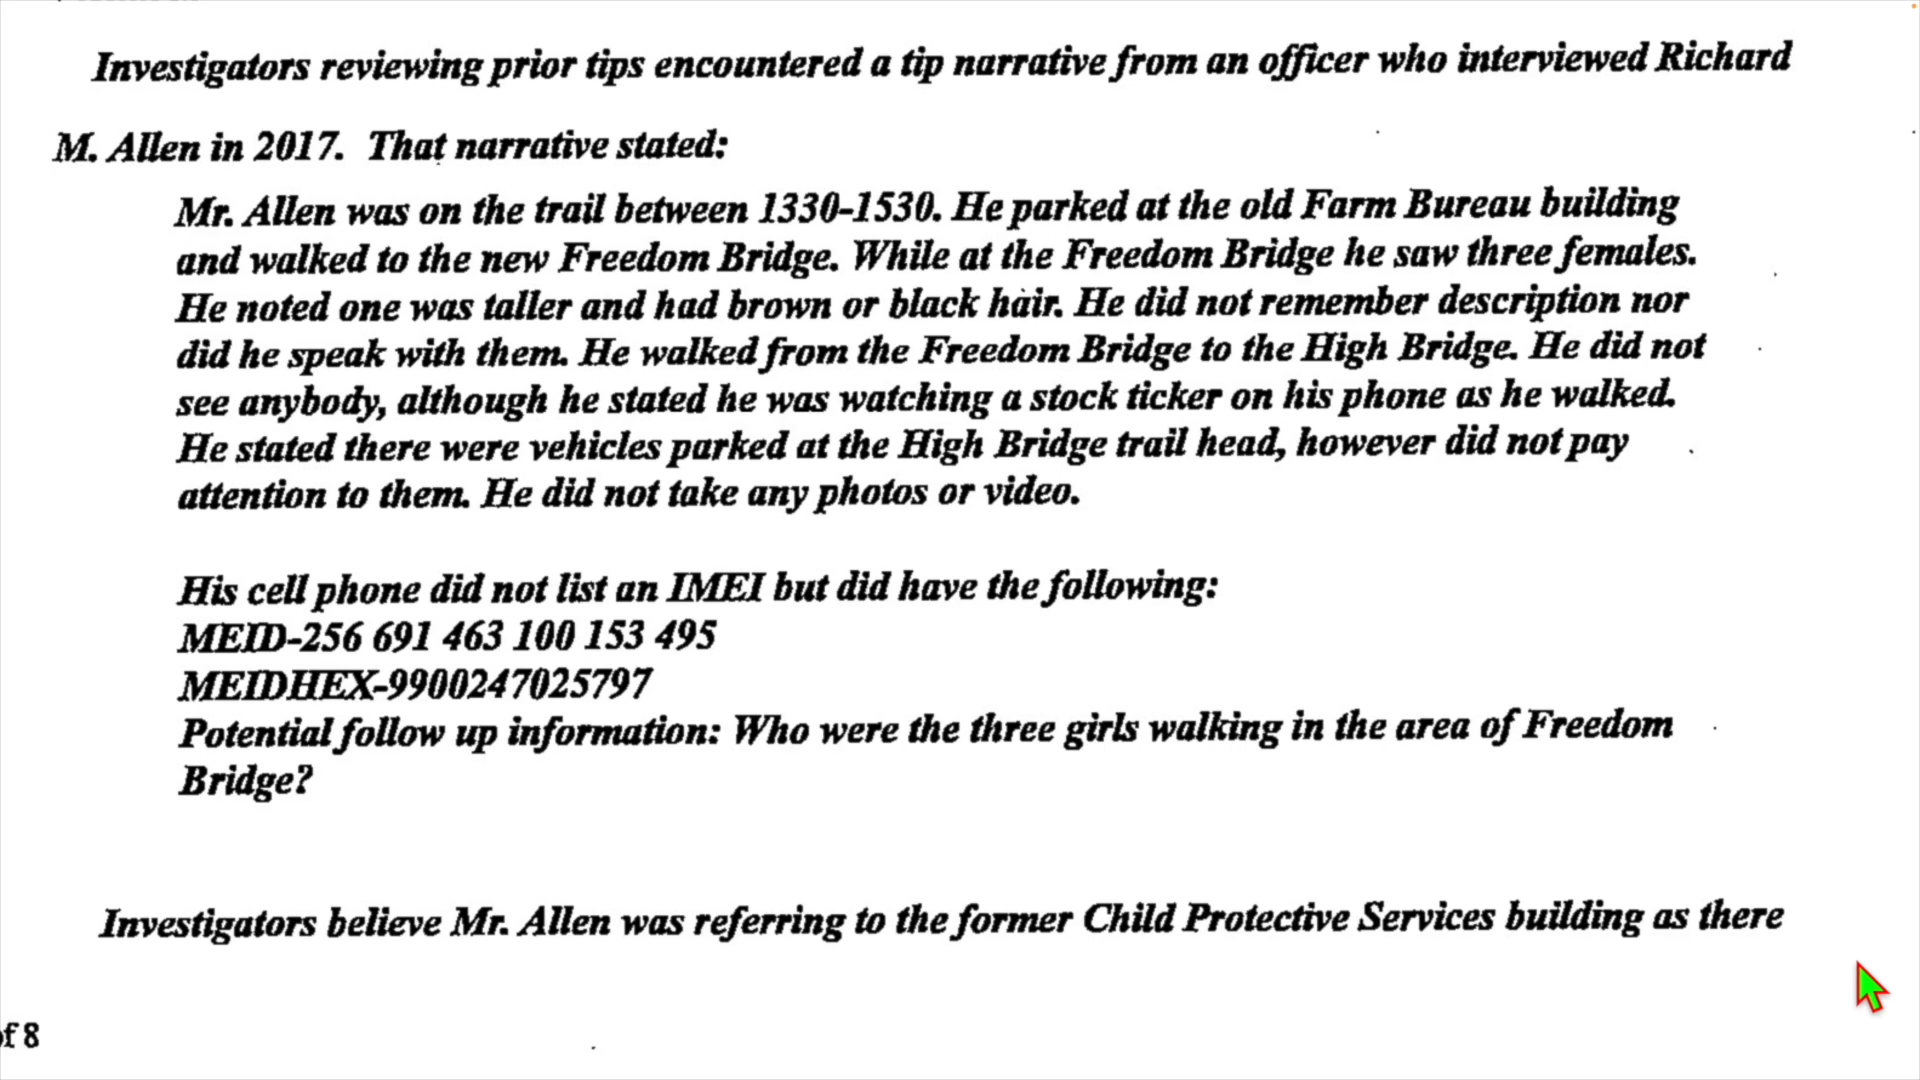 Investigators reviewing prior tips encountered a tip narrative from an officer who interviewed Richard
M. Allen in 2017. That narrative stated:
Mr. Allen was on the trail between 1330-1530. He parked at the old Farm Bureau building
and walked to the new Freedom Bridge. While at the Freedom Bridge he saw three females.
He noted one was taller and had brown or black hair. He did not remember description nor
did he speak with them. He walked from the Freedom Bridge to the High Bridge. He did not
see anybody, although he stated he was watching a stock ticker on his phone as he walked.
He stated there were vehicles parked at the High Bridge trail head, however did not pay
attention to them. He did not take any photos or video.
His cell phone did not list an IMEI but did have the following:
MEID-256 691 463 100 153 495
MEIDHEX-9900247025797
Potential follow up information: Who were the three girls walking in the area of Freedom
Bridge?
Investigators believe Mr. Allen was referring to the former Child Protective Services building as there
of 8